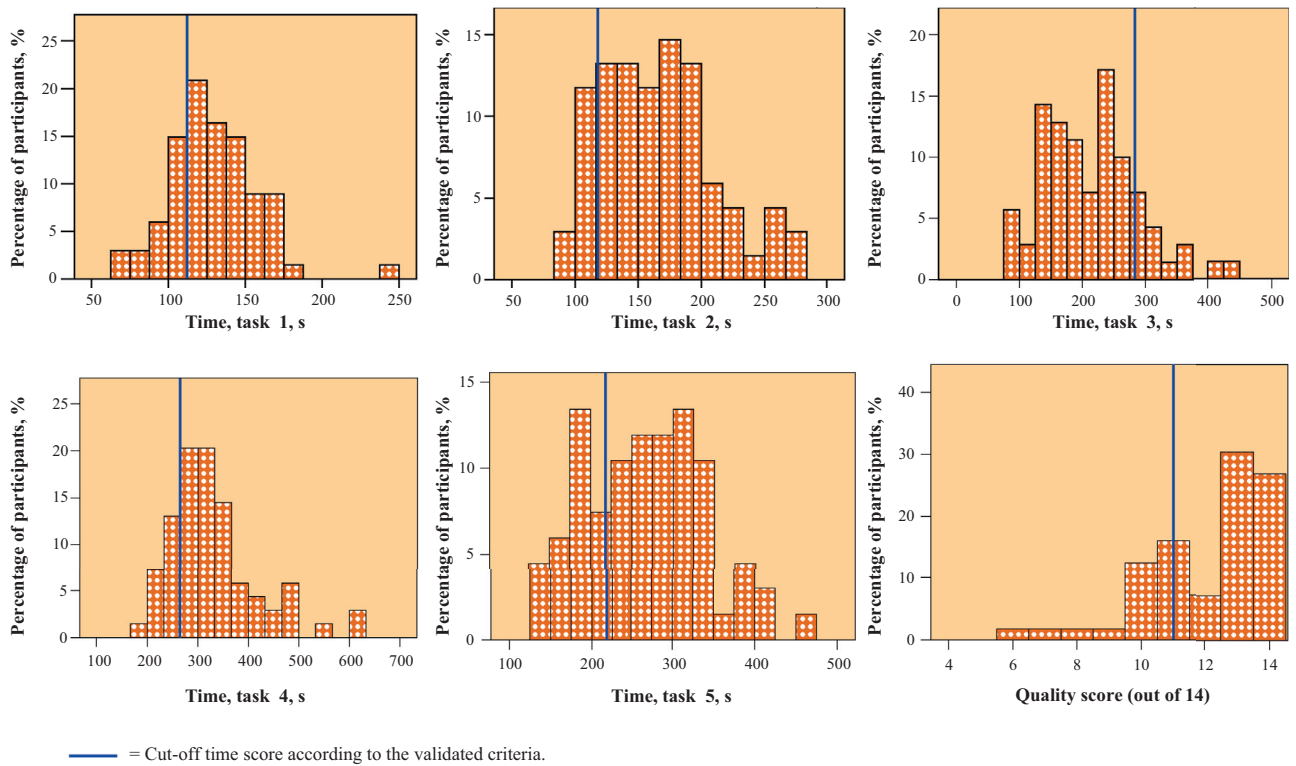 Percentage of participants, %
25
20
15
10
5
0
50 100 150 200 250
Time, task 1, s
Percentage of participants, %
15
10
5
0
50 100 150 200 250 300
Time, task 2, s
Percentage of participants, %
20
15
10
5
0
0 100 200 300 400 500
Time, task 3, s
Percentage of participants, %
25
20
15
10
5
0
100 200 300 400 500 600 700
Time, task 4, s
Percentage of participants, %
15
10
5
0
100 200 300 400 500
Time, task 5, s
Percentage of participants, %
40
30
20
10
0
4 6 8 10 12 14
Quality score (out of 14)
= Cut-off time score according to the validated criteria.